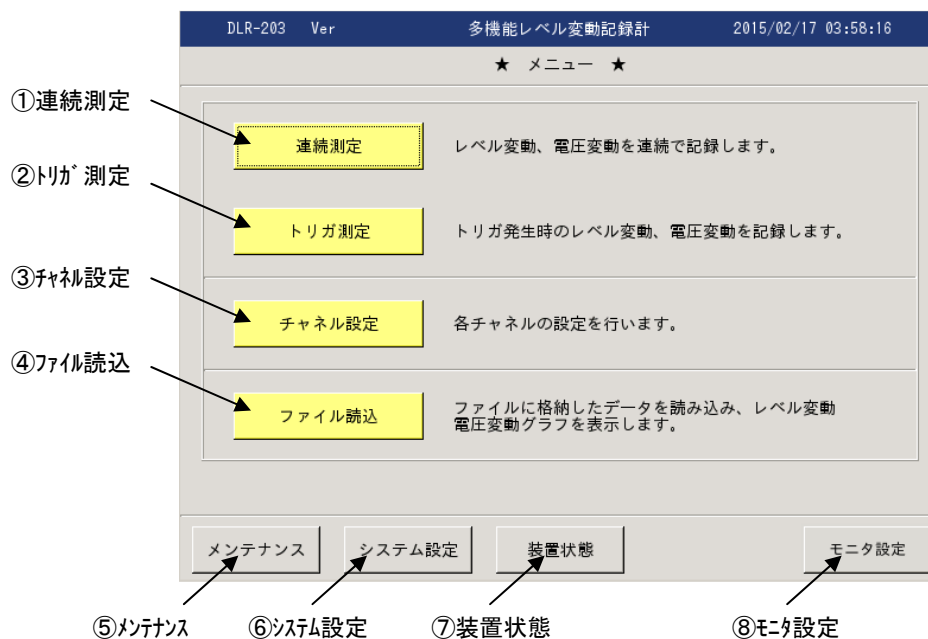 DLR-203 Ver 多機能レベル変動記録計 2015/02/17 03:58:16
★ メニュー ★
①連続測定
連続測定 レベル変動、電圧変動を連続で記録します。
②ﾄﾘｶﾞ測定
トリガ測定 トリガ発生時のレベル変動、電圧変動を記録します。
③ﾁｬﾈﾙ設定
チャネル設定 各チャネルの設定を行います。
④ﾌｧｲﾙ読込
ファイル読込 ファイルに格納したデータを読み込み、レベル変動
電圧変動グラフを表示します。
メンテナンス システム設定 装置状態 モニタ設定
⑤ﾒﾝﾃﾅﾝｽ ⑥ｼｽﾃﾑ設定 ⑦装置状態 ⑧ﾓﾆﾀ設定